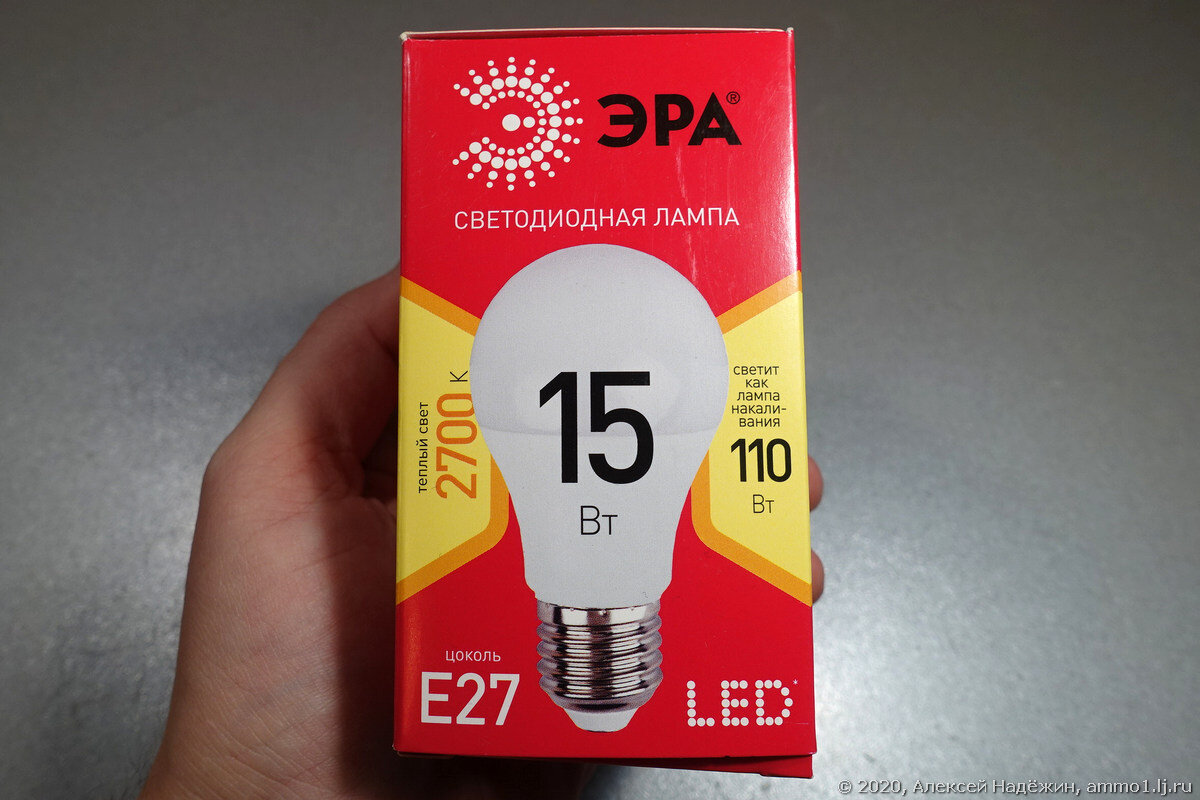 ЭРА®
СВЕТОДИОДНАЯ ЛАМПА
теплый свет
2700 К
15
Вт
светит
как
лампа
накали-
вания
110
Вт
цоколь
E27
LED*
© 2020, Алексей Надёжин, ammo1.lj.ru